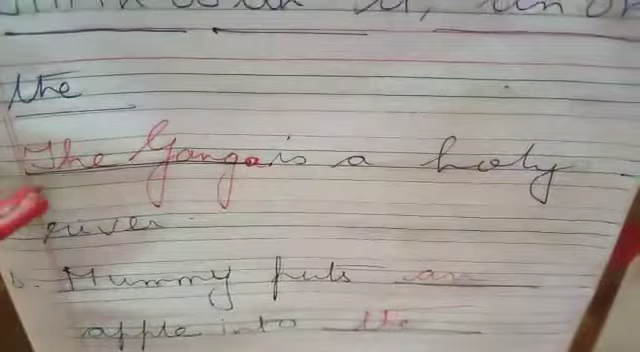 the
The Ganga is a holy
river
b. Mummy puts an
apple into the